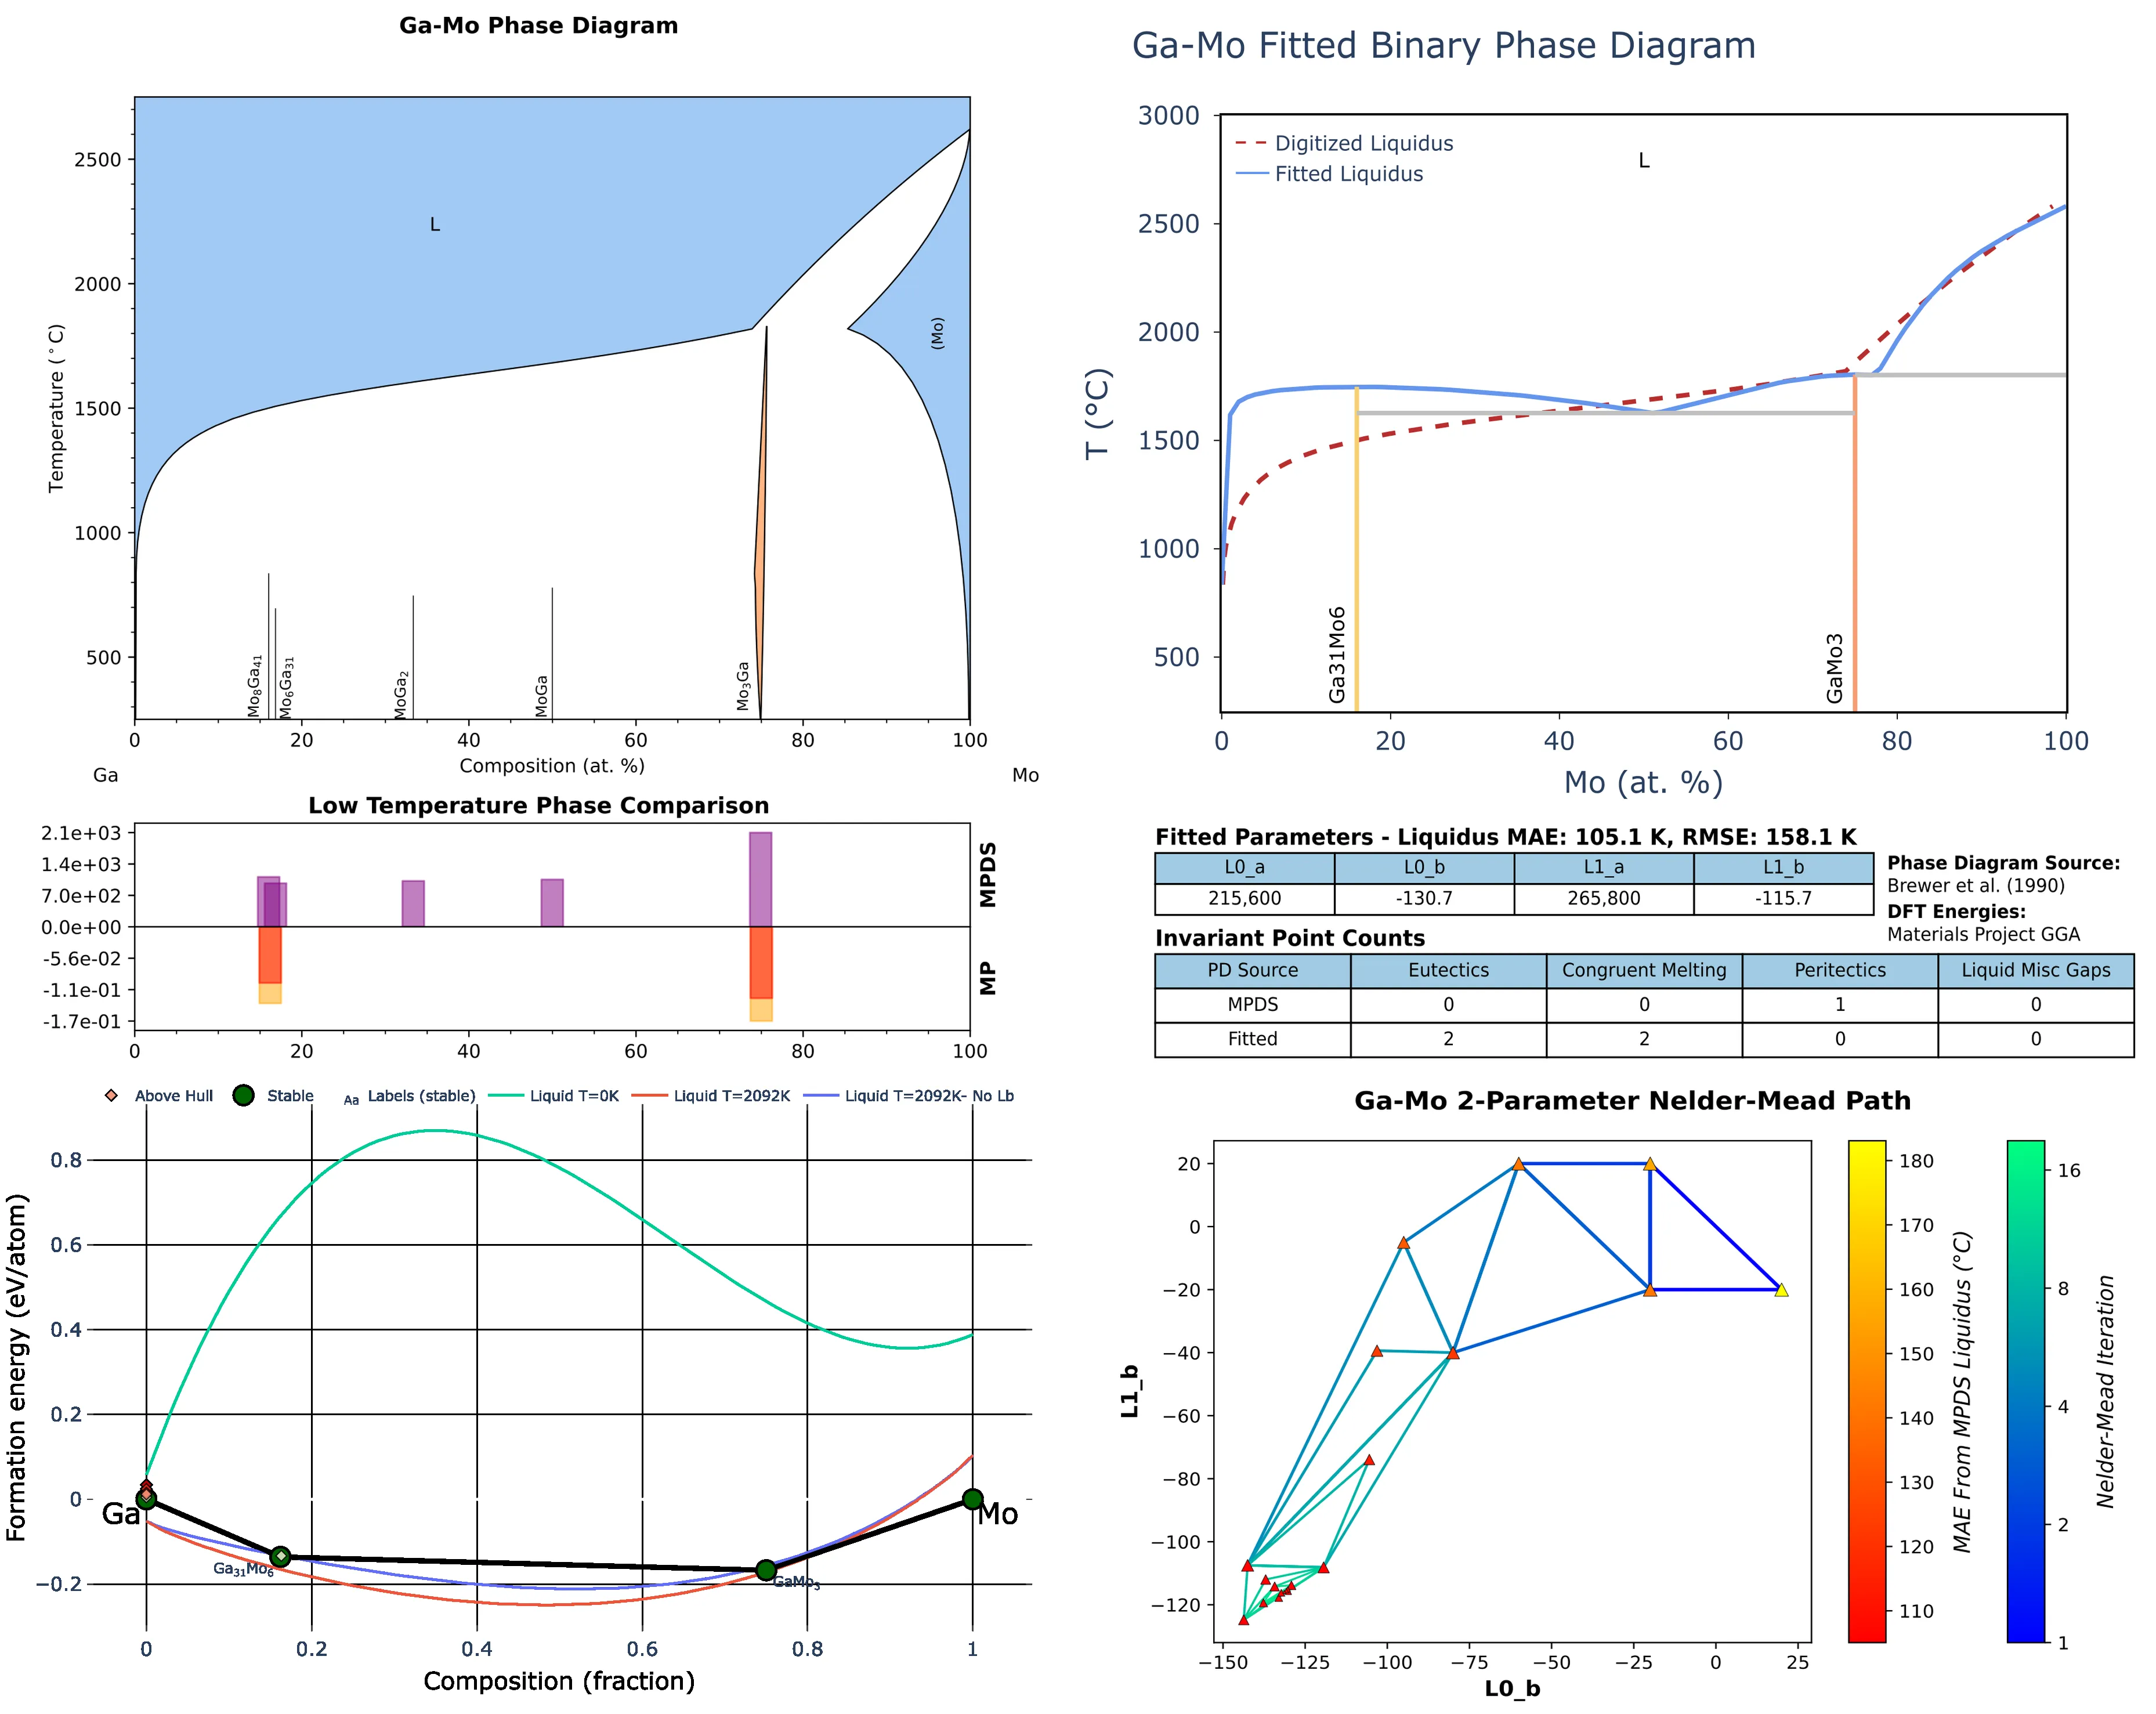 Ga-Mo Phase Diagram
Temperature (°C)
2500
2000
1500
1000
500
L
(Mo)
Mo₈Ga₄₁
Mo₆Ga₃₁
MoGa₂
MoGa
Mo₃Ga
0 20 40 60 80 100
Composition (at. %)
Ga Mo
Low Temperature Phase Comparison
2.1e+03
1.4e+03
7.0e+02
0.0e+00
-5.6e-02
-1.1e-01
-1.7e-01
MPDS
MP
0 20 40 60 80 100
Above Hull Stable Aa Labels (stable) Liquid T=0K Liquid T=2092K Liquid T=2092K- No Lb
Formation energy (eV/atom)
0.8
0.6
0.4
0.2
0
−0.2
Ga
Mo
Ga₃₁Mo₆
GaMo₃
0 0.2 0.4 0.6 0.8 1
Composition (fraction)
Ga-Mo Fitted Binary Phase Diagram
T (°C)
3000
2500
2000
1500
1000
500
Digitized Liquidus
Fitted Liquidus
L
Ga31Mo6
GaMo3
0 20 40 60 80 100
Mo (at. %)
Fitted Parameters - Liquidus MAE: 105.1 K, RMSE: 158.1 K
L0_a L0_b L1_a L1_b
215,600 -130.7 265,800 -115.7
Phase Diagram Source:
Brewer et al. (1990)
DFT Energies:
Materials Project GGA
Invariant Point Counts
PD Source Eutectics Congruent Melting Peritectics Liquid Misc Gaps
MPDS 0 0 1 0
Fitted 2 2 0 0
Ga-Mo 2-Parameter Nelder-Mead Path
L1_b
20
0
−20
−40
−60
−80
−100
−120
−150 −125 −100 −75 −50 −25 0 25
L0_b
180
170
160
150
140
130
120
110
MAE From MPDS Liquidus (°C)
16
8
4
2
1
Nelder-Mead Iteration